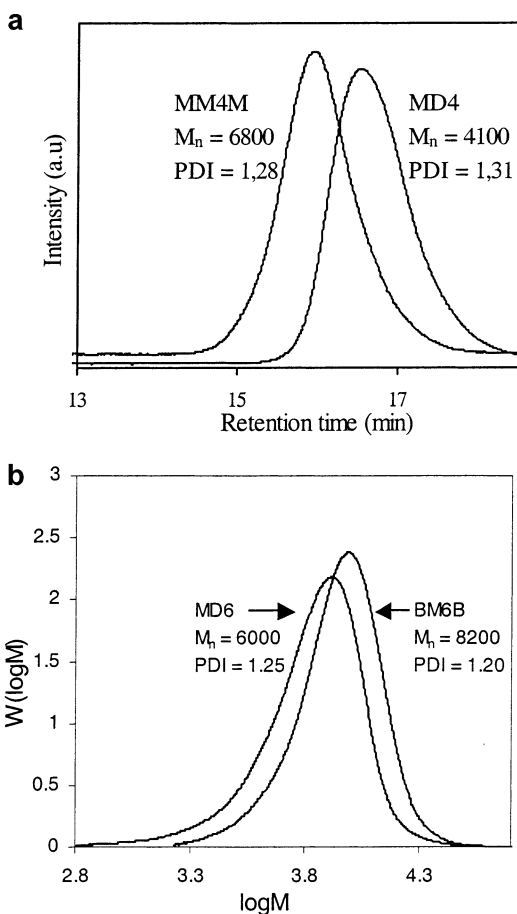 a
MM4M
Mn = 6800
PDI = 1,28
MD4
Mn = 4100
PDI = 1,31
Intensity (a.u)
13
15
17
Retention time (min)
b
3
2.5
2
1.5
1
0.5
0
W(logM)
MD6
Mn = 6000
PDI = 1.25
BM6B
Mn = 8200
PDI = 1.20
2.8
3.3
3.8
4.3
logM